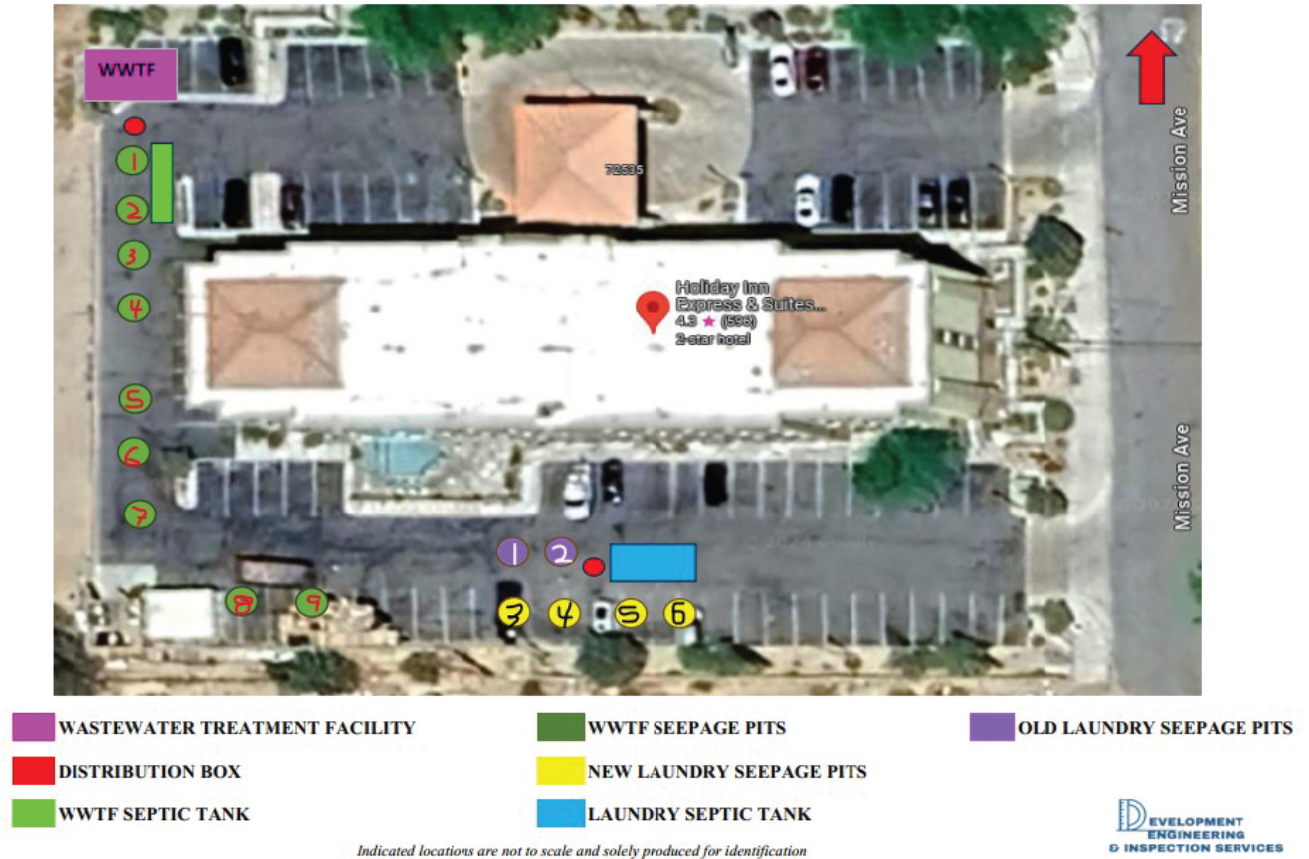 WWTF
Mission Ave
1
72535
2
3
Holiday Inn
Express & Suites...
4.3 ★ (596)
2-star hotel
4
5
6
Mission Ave
7
1
2
8
9
3
4
5
6
WASTEWATER TREATMENT FACILITY
WWTF SEEPAGE PITS
OLD LAUNDRY SEEPAGE PITS
DISTRIBUTION BOX
NEW LAUNDRY SEEPAGE PITS
WWTF SEPTIC TANK
LAUNDRY SEPTIC TANK
DEVELOPMENT
ENGINEERING
& INSPECTION SERVICES
Indicated locations are not to scale and solely produced for identification